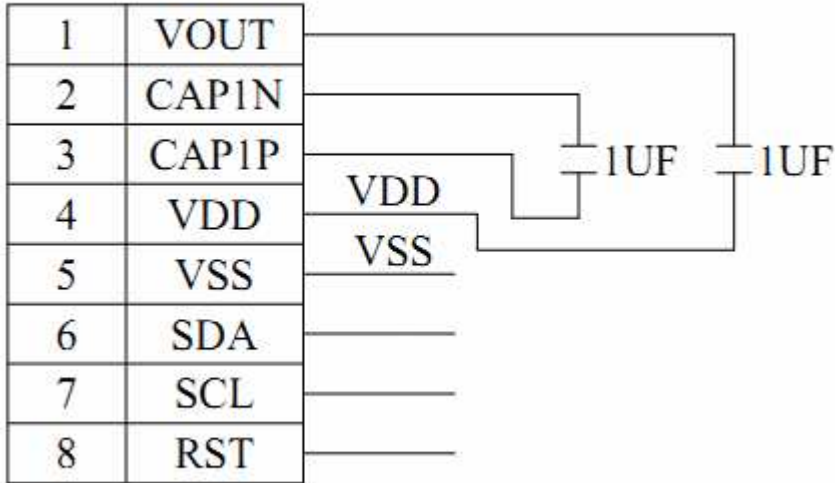 1 VOUT
2 CAP1N
3 CAP1P
1UF 1UF
4 VDD VDD
5 VSS VSS
6 SDA
7 SCL
8 RST